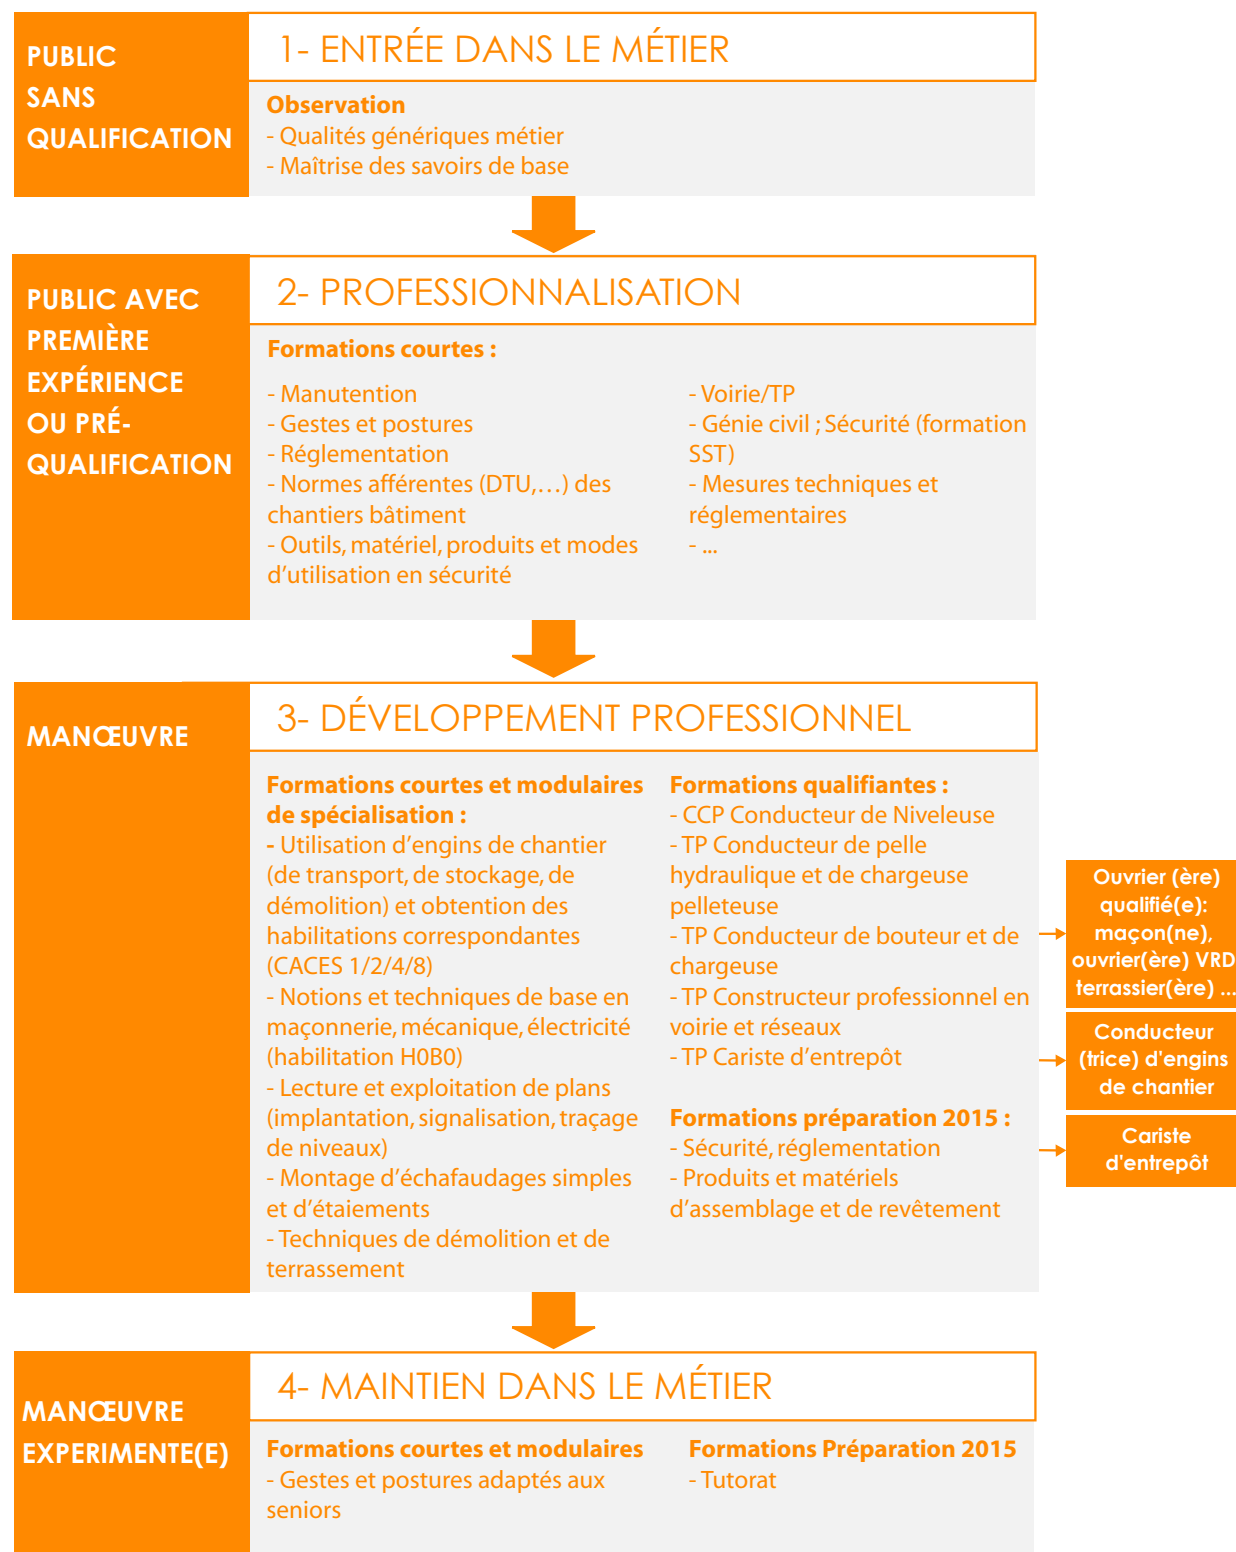 PUBLIC
SANS
QUALIFICATION
1- ENTRÉE DANS LE MÉTIER
Observation
- Qualités génériques métier
- Maîtrise des savoirs de base
PUBLIC AVEC
PREMIÈRE
EXPÉRIENCE
OU PRÉ-
QUALIFICATION
2- PROFESSIONNALISATION
Formations courtes :
- Manutention
- Gestes et postures
- Réglementation
- Normes afférentes (DTU,…) des
chantiers bâtiment
- Outils, matériel, produits et modes
d'utilisation en sécurité
- Voirie/TP
- Génie civil ; Sécurité (formation
SST)
- Mesures techniques et
réglementaires
- ...
MANŒUVRE
3- DÉVELOPPEMENT PROFESSIONNEL
Formations courtes et modulaires
de spécialisation :
- Utilisation d'engins de chantier
(de transport, de stockage, de
démolition) et obtention des
habilitations correspondantes
(CACES 1/2/4/8)
- Notions et techniques de base en
maçonnerie, mécanique, électricité
(habilitation H0B0)
- Lecture et exploitation de plans
(implantation, signalisation, traçage
de niveaux)
- Montage d'échafaudages simples
et d'étaiements
- Techniques de démolition et de
terrassement
Formations qualifiantes :
- CCP Conducteur de Niveleuse
- TP Conducteur de pelle
hydraulique et de chargeuse
pelleteuse
- TP Conducteur de bouteur et de
chargeuse
- TP Constructeur professionnel en
voirie et réseaux
- TP Cariste d'entrepôt
Formations préparation 2015 :
- Sécurité, réglementation
- Produits et matériels
d'assemblage et de revêtement
Ouvrier (ère)
qualifié(e):
maçon(ne),
ouvrier(ère) VRD
terrassier(ère) ...
Conducteur
(trice) d'engins
de chantier
Cariste
d'entrepôt
MANŒUVRE
EXPERIMENTE(E)
4- MAINTIEN DANS LE MÉTIER
Formations courtes et modulaires
- Gestes et postures adaptés aux
seniors
Formations Préparation 2015
- Tutorat